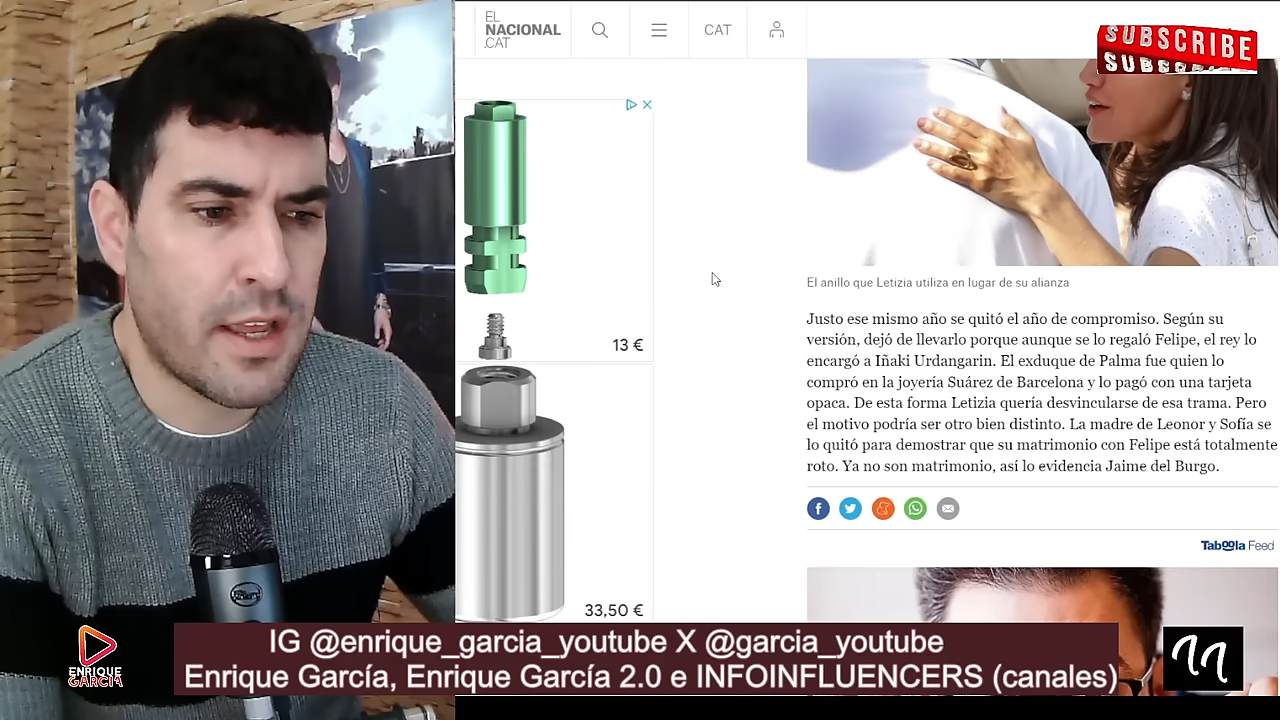 EL
NACIONAL
.CAT
CAT
SUBSCRIBE
13 €
33,50 €
El anillo que Letizia utiliza en lugar de su alianza
Justo ese mismo año se quitó el año de compromiso. Según su
versión, dejó de llevarlo porque aunque se lo regaló Felipe, el rey lo
encargó a Iñaki Urdangarin. El exduque de Palma fue quien lo
compró en la joyería Suárez de Barcelona y lo pagó con una tarjeta
opaca. De esta forma Letizia quería desvincularse de esa trama. Pero
el motivo podría ser otro bien distinto. La madre de Leonor y Sofía se
lo quitó para demostrar que su matrimonio con Felipe está totalmente
roto. Ya no son matrimonio, así lo evidencia Jaime del Burgo.
Taboola Feed
IG @enrique_garcia_youtube X @garcia_youtube
Enrique García, Enrique García 2.0 e INFOINFLUENCERS (canales)
ENRIQUE
GARCÍA